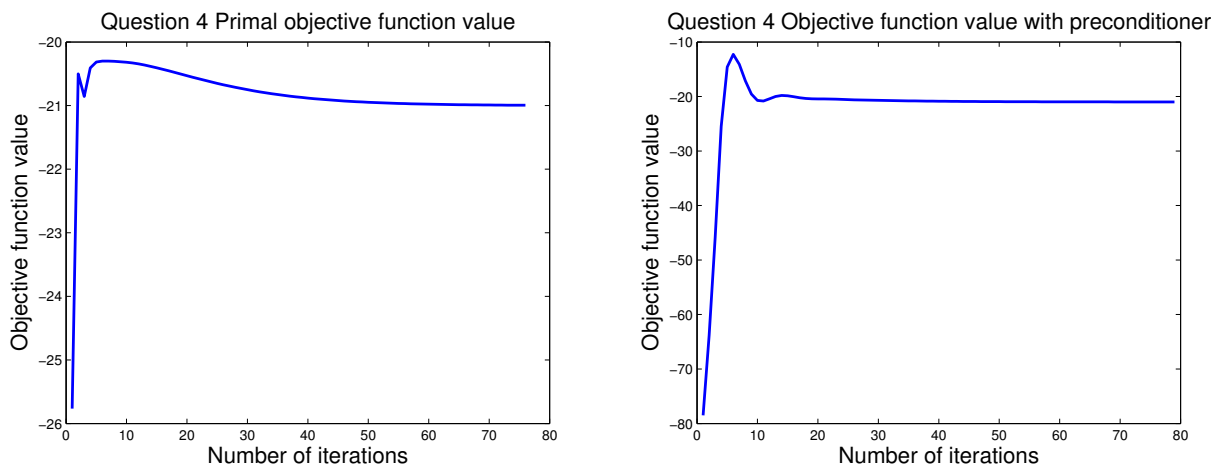 Question 4 Primal objective function value
−20
−21
−22
−23
−24
−25
−26
Objective function value
0 10 20 30 40 50 60 70 80
Number of iterations
Question 4 Objective function value with preconditioner
−10
−20
−30
−40
−50
−60
−70
−80
Objective function value
0 10 20 30 40 50 60 70 80
Number of iterations